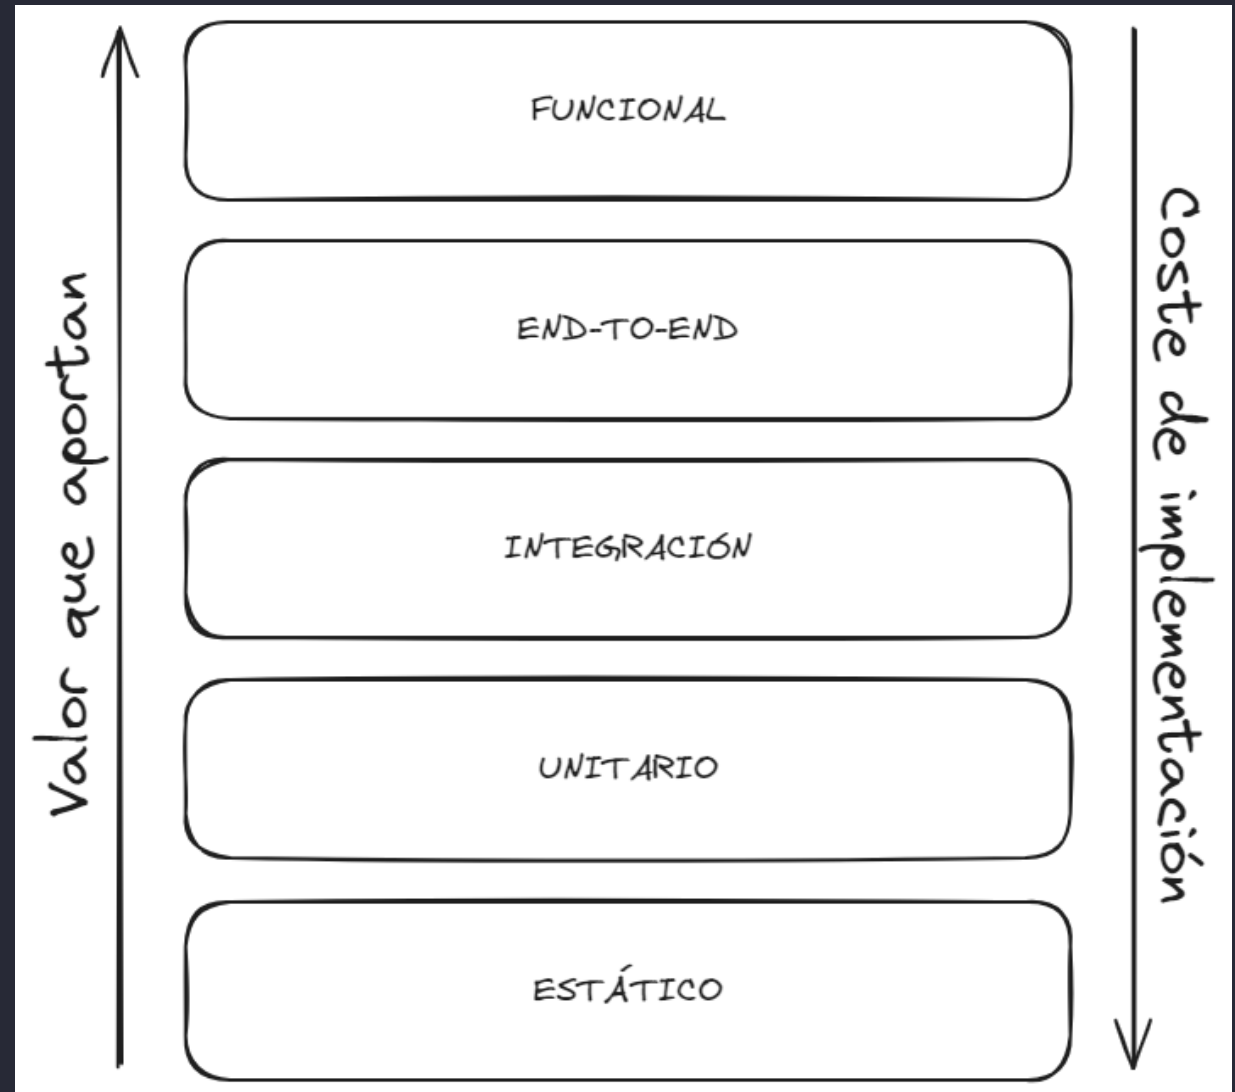 FUNCIONAL
END-TO-END
INTEGRACIÓN
UNITARIO
ESTÁTICO
Valor que aportan
Coste de implementación